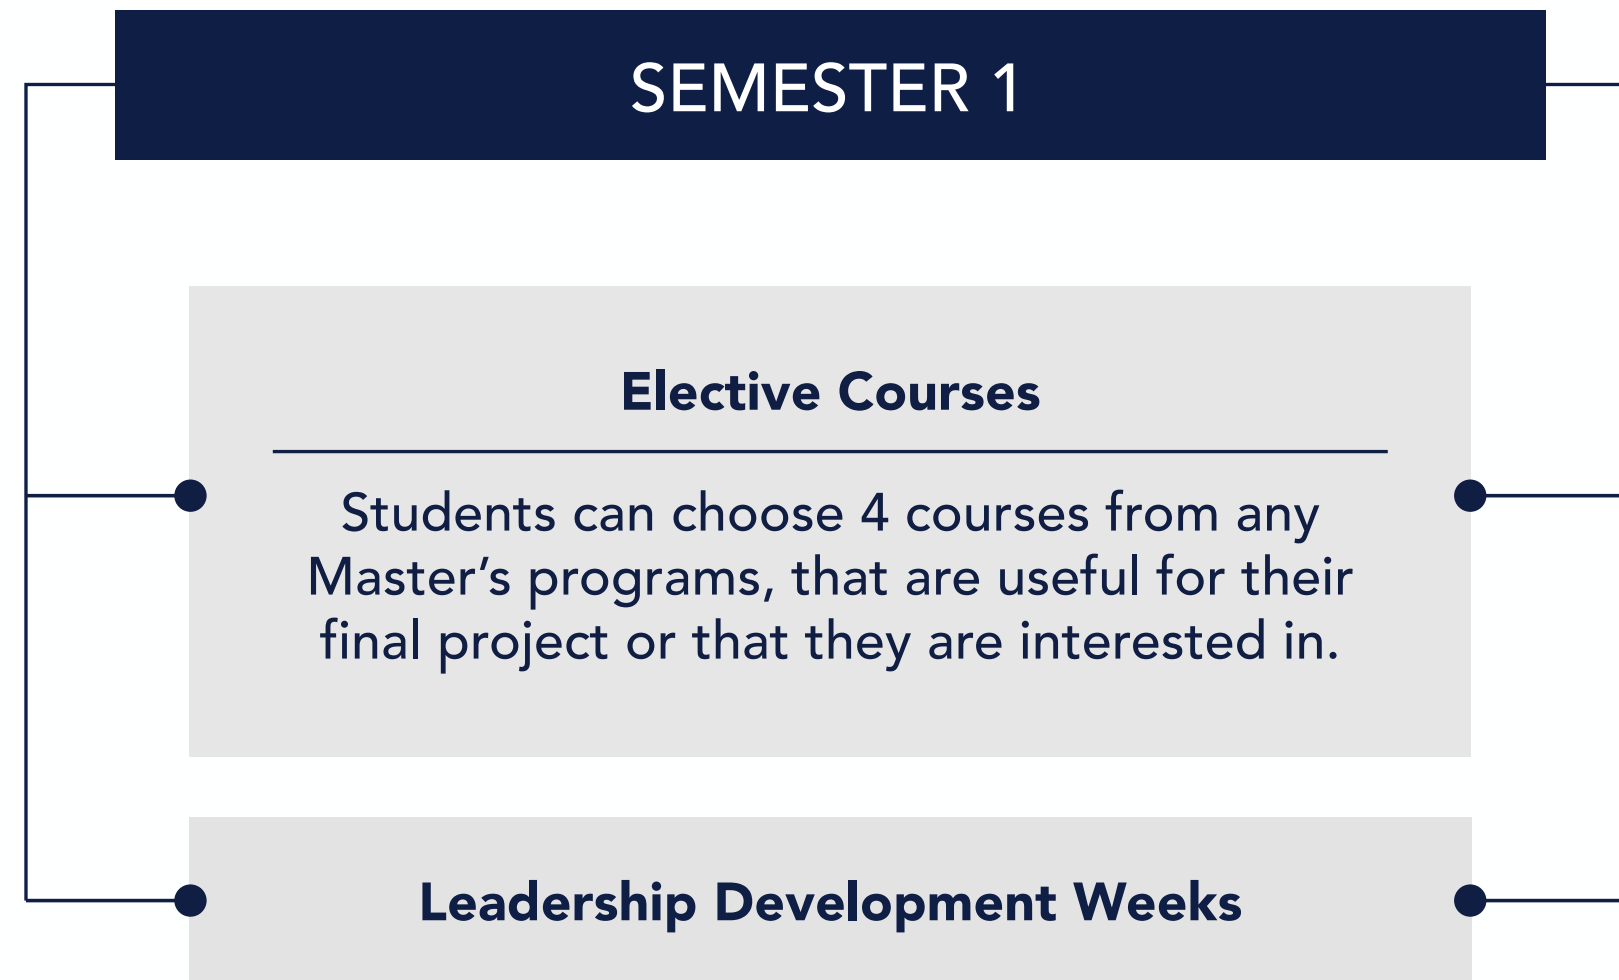 SEMESTER 1
Elective Courses
Students can choose 4 courses from any
Master’s programs, that are useful for their
final project or that they are interested in.
Leadership Development Weeks